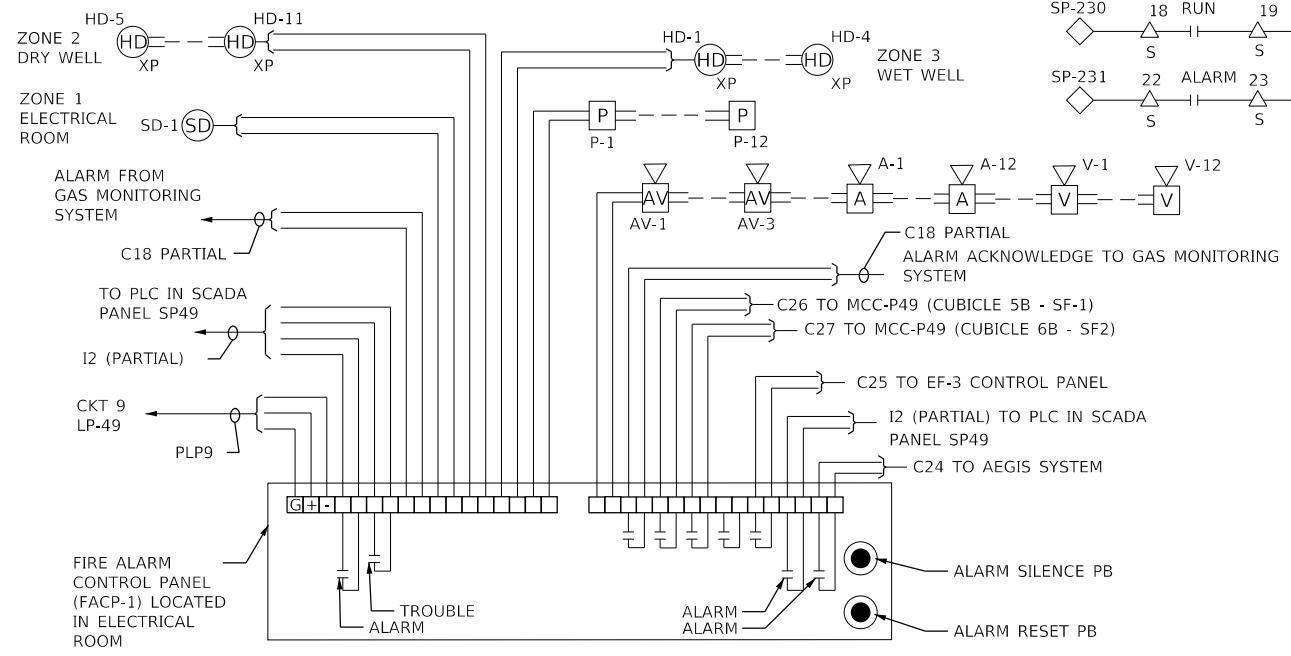 HD-5
HD-11
ZONE 2
DRY WELL
HD
HD
XP
XP
ZONE 1
ELECTRICAL
ROOM
SD-1
SD
HD-1
HD-4
HD
HD
XP
XP
ZONE 3
WET WELL
SP-230
18
RUN
19
S
S
SP-231
22
ALARM
23
S
S
P
P
P-1
P-12
A-1
A-12
V-1
V-12
AV
AV
A
A
V
V
AV-1
AV-3
ALARM FROM
GAS MONITORING
SYSTEM
C18 PARTIAL
C18 PARTIAL
ALARM ACKNOWLEDGE TO GAS MONITORING
SYSTEM
TO PLC IN SCADA
PANEL SP49
I2 (PARTIAL)
C26 TO MCC-P49 (CUBICLE 5B - SF-1)
C27 TO MCC-P49 (CUBICLE 6B - SF2)
C25 TO EF-3 CONTROL PANEL
CKT 9
LP-49
PLP9
I2 (PARTIAL) TO PLC IN SCADA
PANEL SP49
C24 TO AEGIS SYSTEM
G + -
FIRE ALARM
CONTROL PANEL
(FACP-1) LOCATED
IN ELECTRICAL
ROOM
TROUBLE
ALARM
ALARM
ALARM
ALARM SILENCE PB
ALARM RESET PB